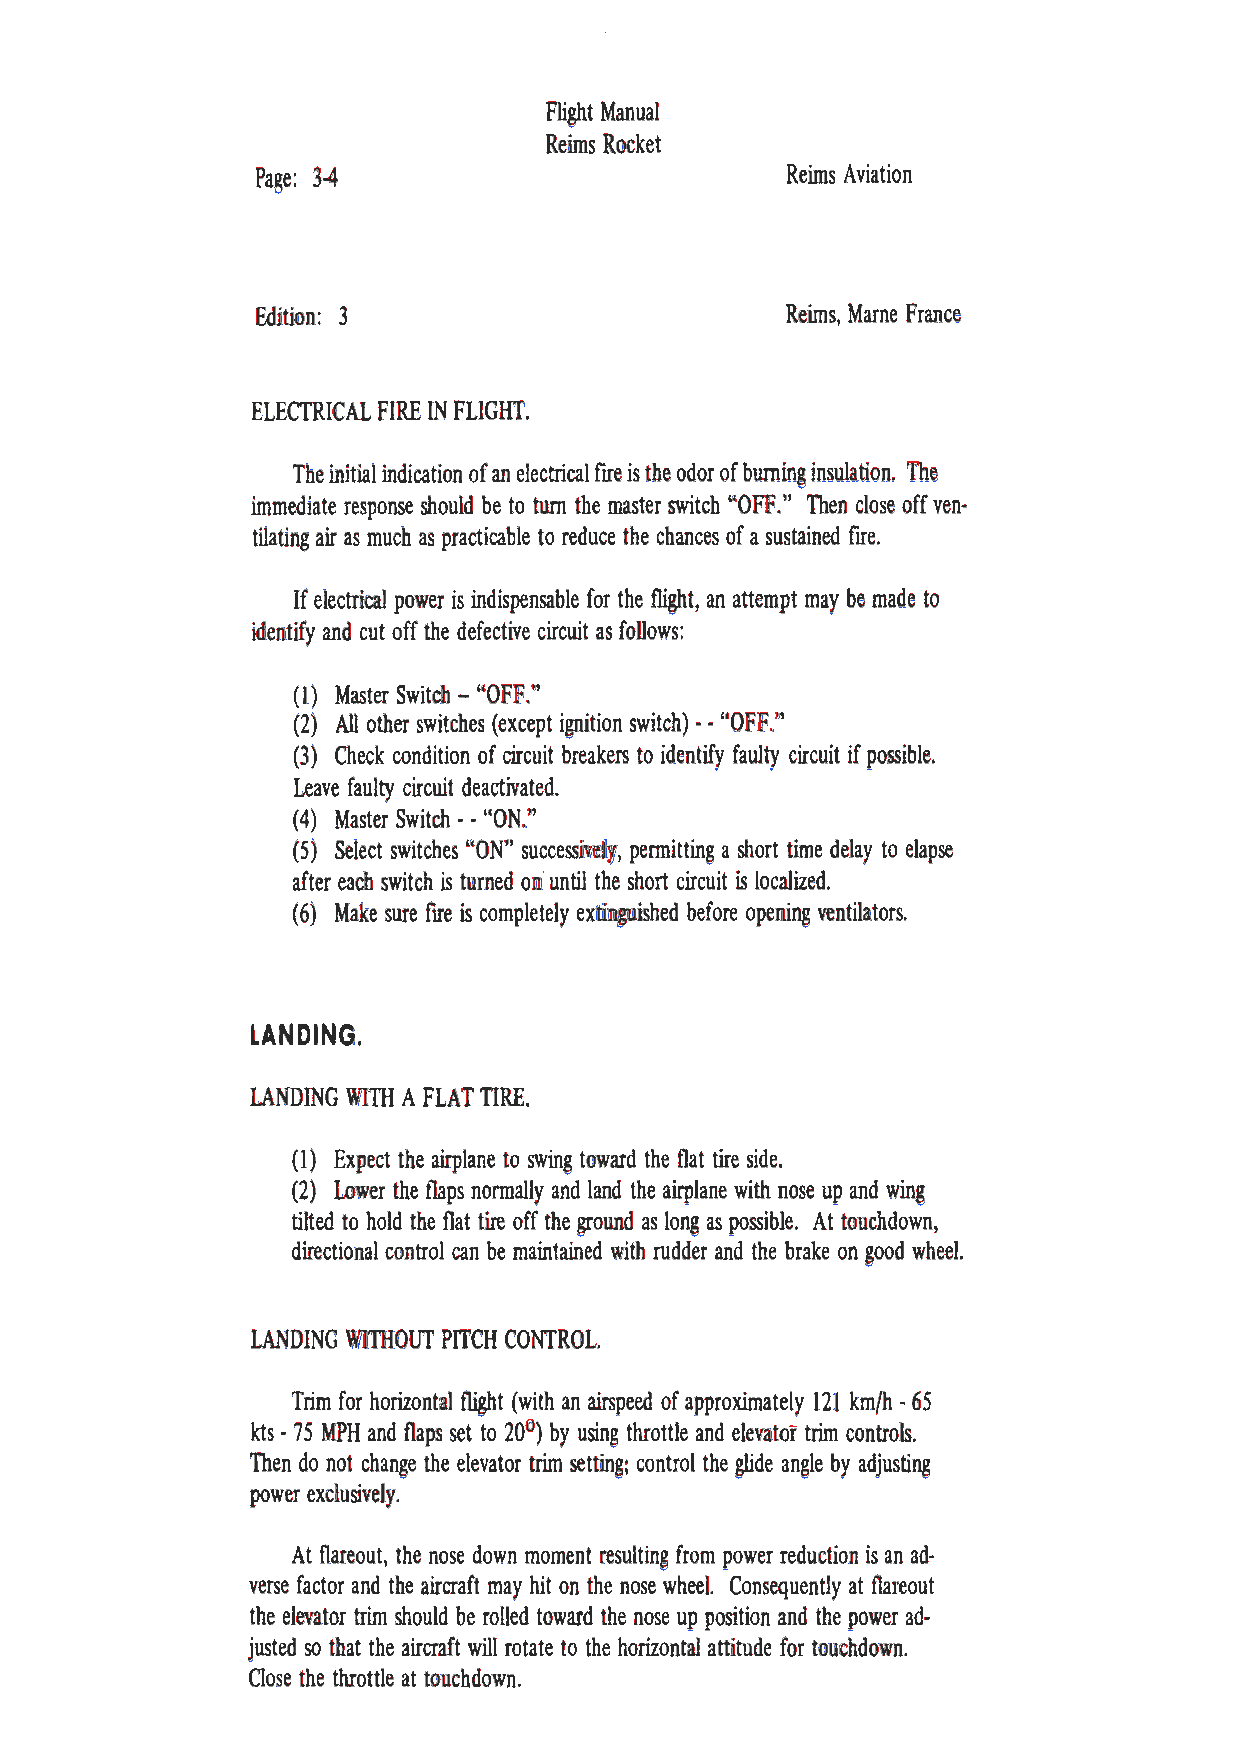 Flight Manual
Reims Rocket
Page: 3-4 Reims Aviation
Edition: 3 Reims, Marne France
ELECTRICAL FIRE IN FLIGHT.
The initial indication of an electrical fire is the odor of burning insulation. The
immediate response should be to turn the master switch “OFF.” Then close off ven-
tilating air as much as practicable to reduce the chances of a sustained fire.
If electrical power is indispensable for the flight, an attempt may be made to
identify and cut off the defective circuit as follows:
(1) Master Switch – “OFF.”
(2) All other switches (except ignition switch) - - “OFF.”
(3) Check condition of circuit breakers to identify faulty circuit if possible.
Leave faulty circuit deactivated.
(4) Master Switch - - “ON.”
(5) Select switches “ON” successively, permitting a short time delay to elapse
after each switch is turned on until the short circuit is localized.
(6) Make sure fire is completely extinguished before opening ventilators.
LANDING.
LANDING WITH A FLAT TIRE.
(1) Expect the airplane to swing toward the flat tire side.
(2) Lower the flaps normally and land the airplane with nose up and wing
tilted to hold the flat tire off the ground as long as possible. At touchdown,
directional control can be maintained with rudder and the brake on good wheel.
LANDING WITHOUT PITCH CONTROL.
Trim for horizontal flight (with an airspeed of approximately 121 km/h - 65
kts - 75 MPH and flaps set to 20°) by using throttle and elevator trim controls.
Then do not change the elevator trim setting; control the glide angle by adjusting
power exclusively.
At flareout, the nose down moment resulting from power reduction is an ad-
verse factor and the aircraft may hit on the nose wheel. Consequently at flareout
the elevator trim should be rolled toward the nose up position and the power ad-
justed so that the aircraft will rotate to the horizontal attitude for touchdown.
Close the throttle at touchdown.